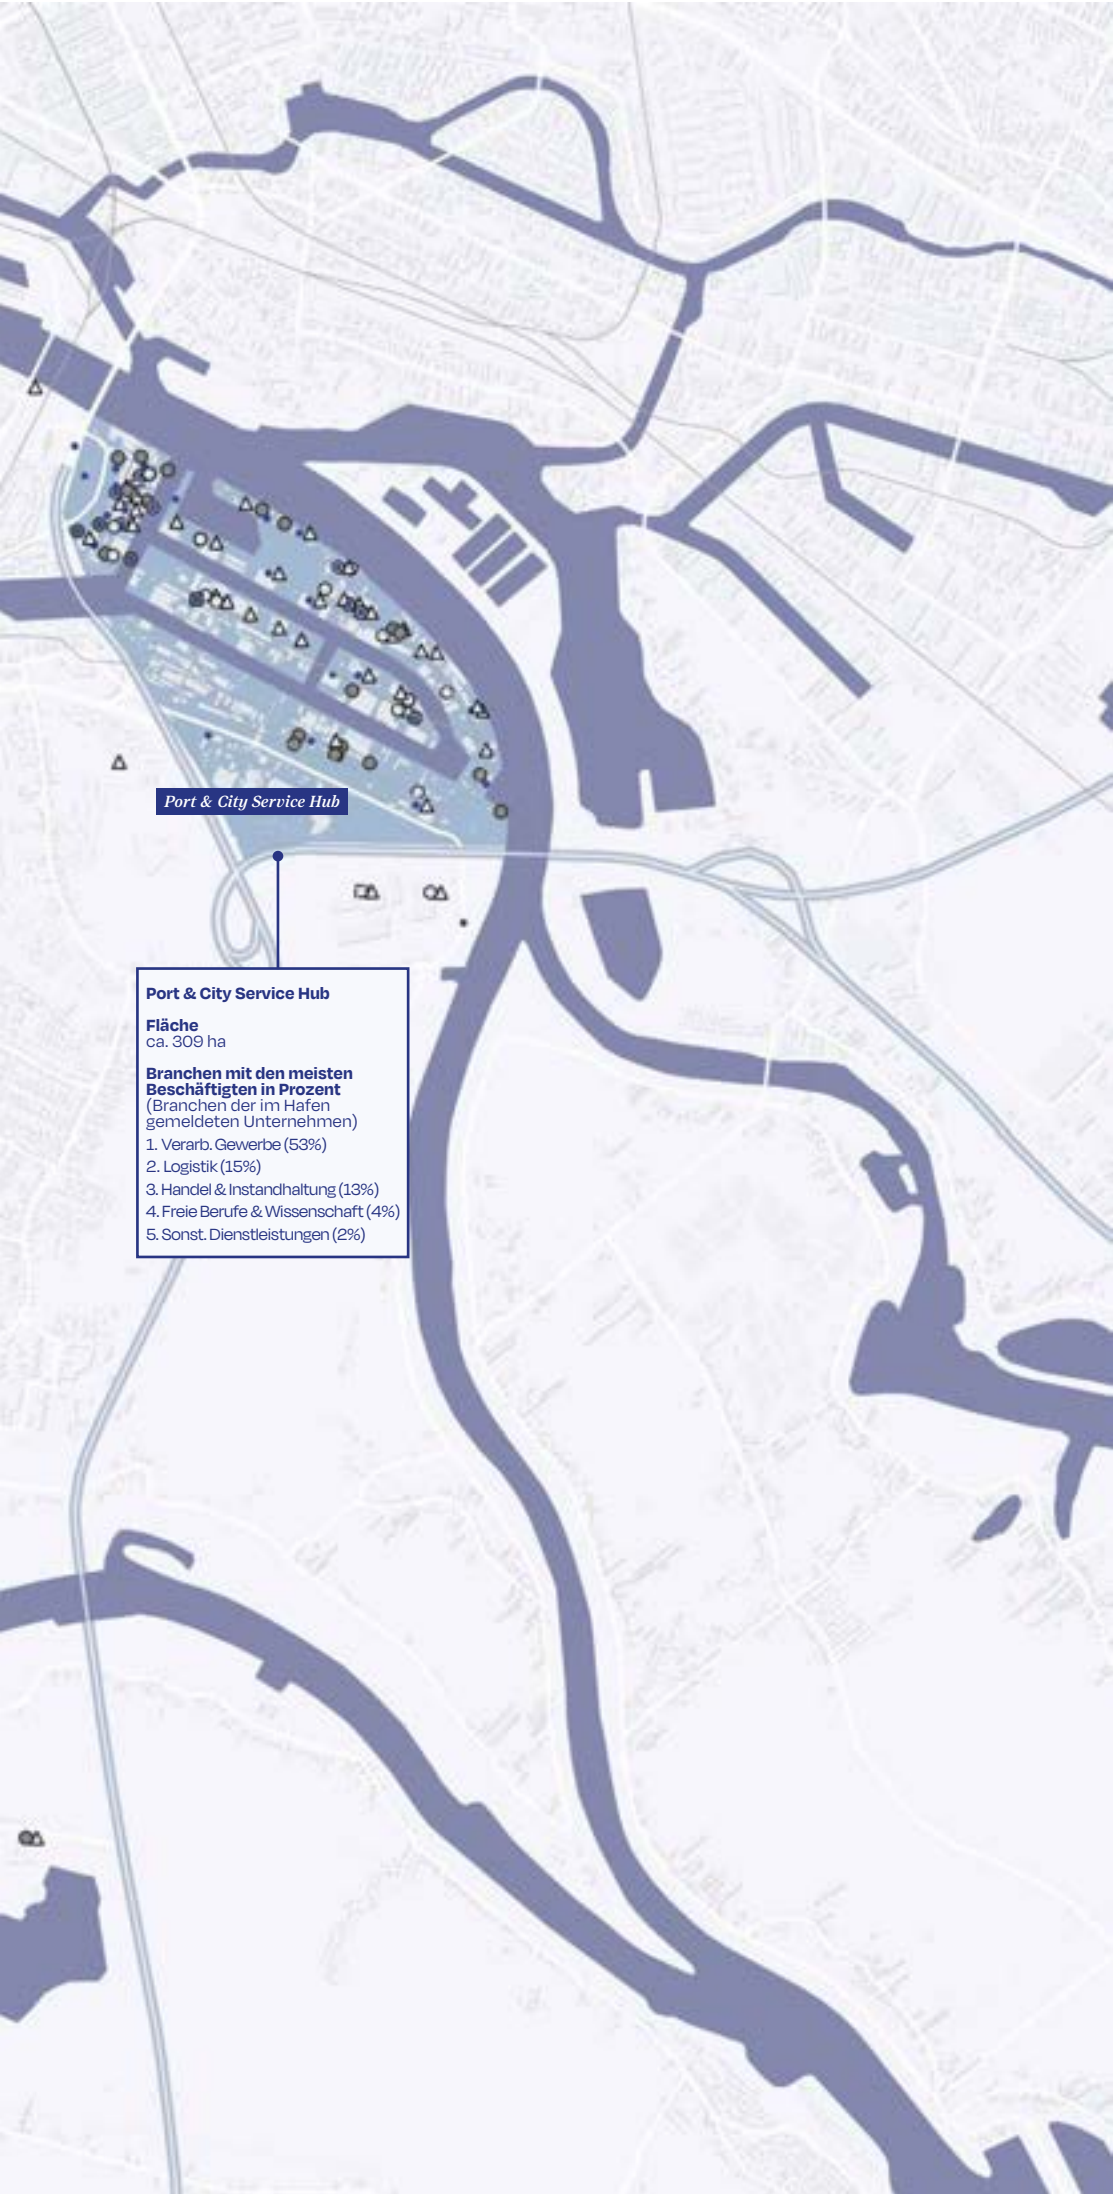 Port & City Service Hub
Port & City Service Hub
Fläche
ca. 309 ha
Branchen mit den meisten
Beschäftigten in Prozent
(Branchen der im Hafen
gemeldeten Unternehmen)
1. Verarb. Gewerbe (53%)
2. Logistik (15%)
3. Handel & Instandhaltung (13%)
4. Freie Berufe & Wissenschaft (4%)
5. Sonst. Dienstleistungen (2%)